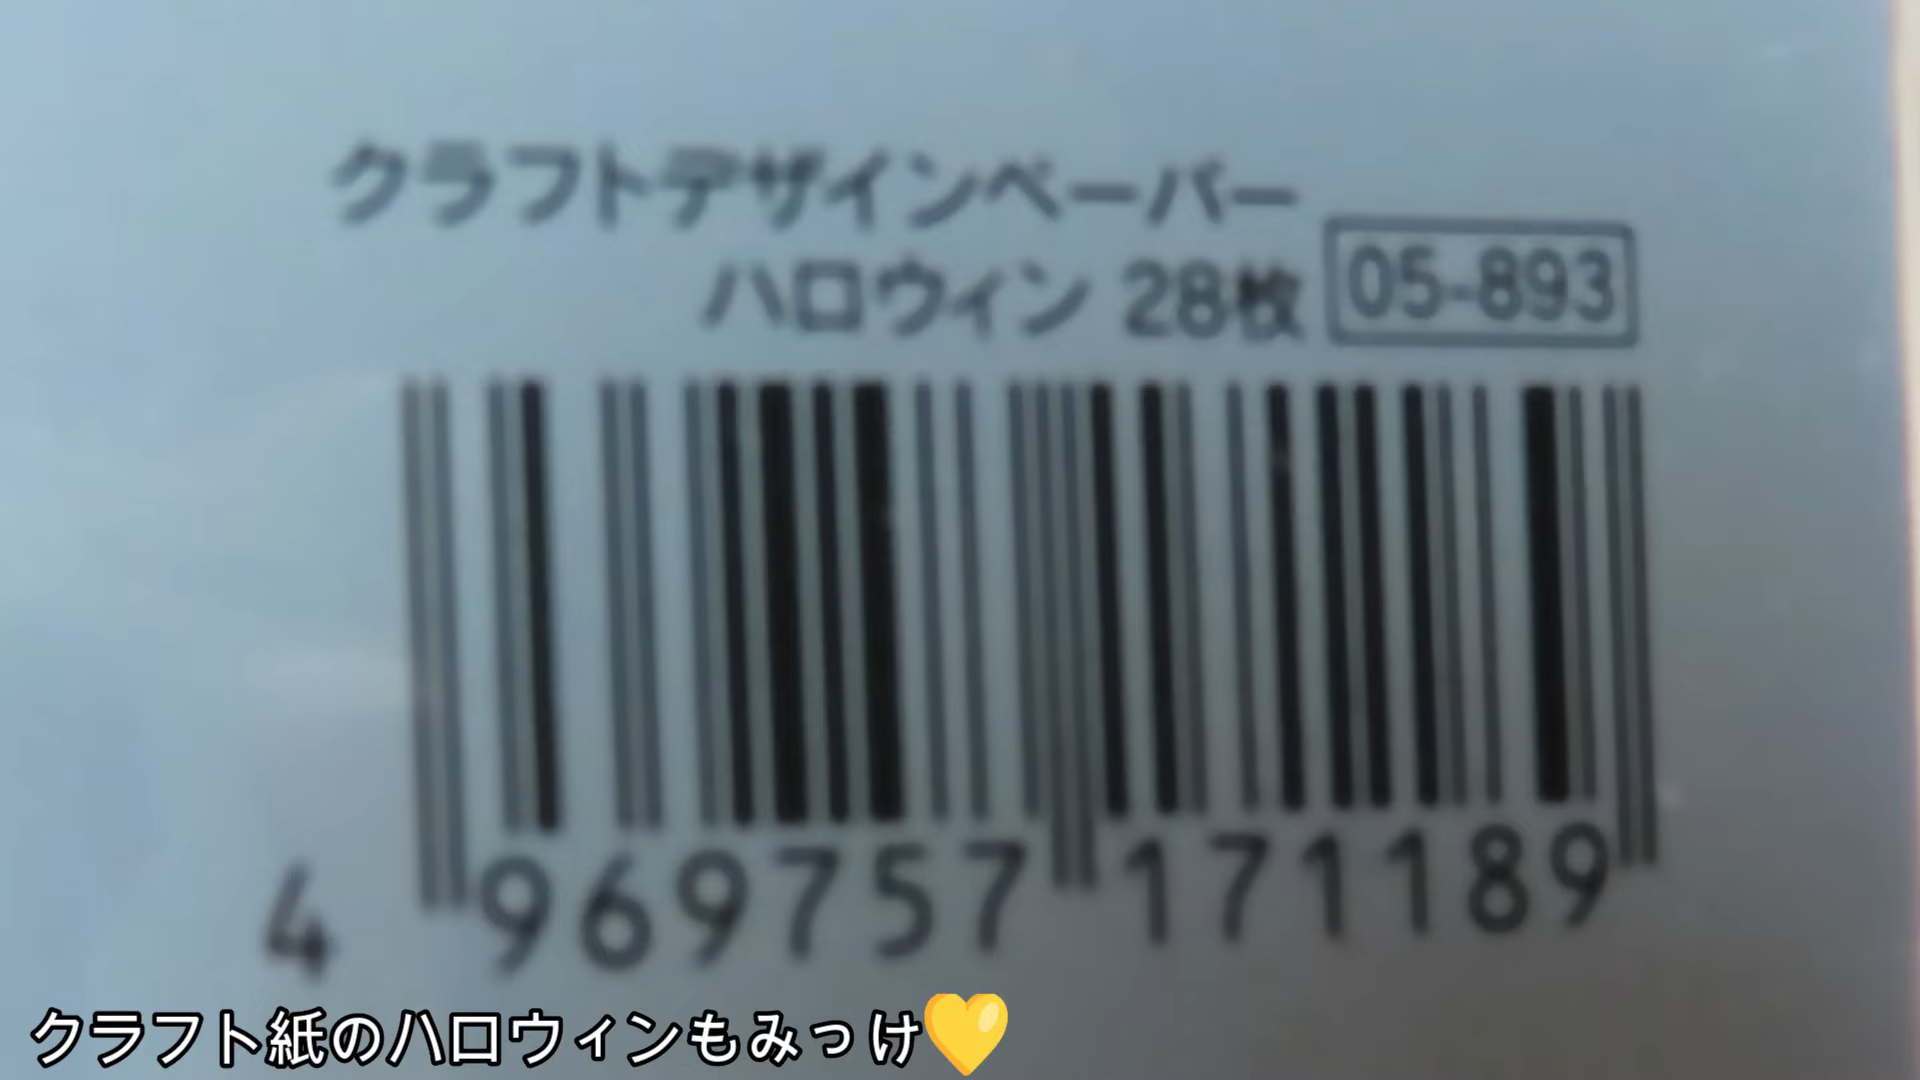 クラフトデザインペーパー
ハロウィン 28枚 05-893
4 969757 171189
クラフト紙のハロウィンもみっけ💛